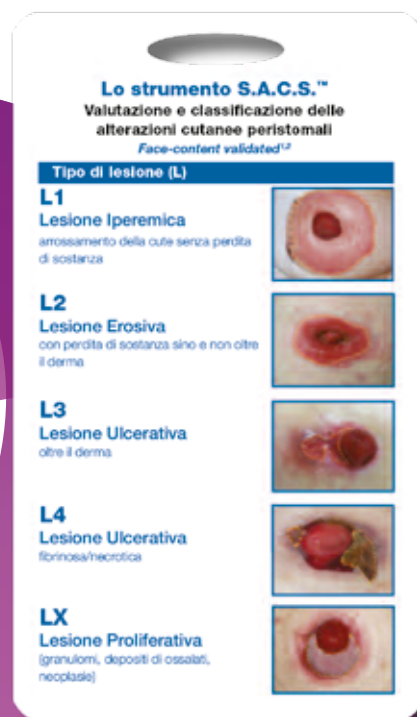 Lo strumento S.A.C.S.™
Valutazione e classificazione delle
alterazioni cutanee peristomali
Face-content validated¹,²
Tipo di lesione (L)
L1
Lesione Iperemica
arrossamento della cute senza perdita
di sostanza
L2
Lesione Erosiva
con perdita di sostanza sino e non oltre
il derma
L3
Lesione Ulcerativa
oltre il derma
L4
Lesione Ulcerativa
fibrinosa/necrotica
LX
Lesione Proliferativa
(granulomi, depositi di ossalati,
neoplasie)